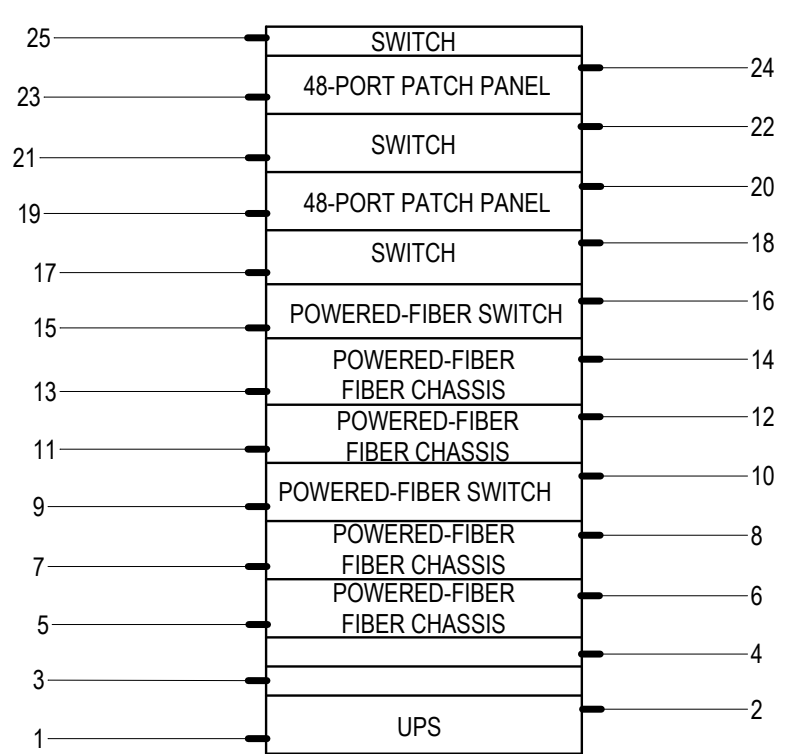 25
SWITCH
24
48-PORT PATCH PANEL
23
22
SWITCH
21
20
48-PORT PATCH PANEL
19
18
SWITCH
17
16
POWERED-FIBER SWITCH
15
POWERED-FIBER
14
FIBER CHASSIS
13
12
POWERED-FIBER
FIBER CHASSIS
11
10
POWERED-FIBER SWITCH
9
POWERED-FIBER
8
FIBER CHASSIS
7
POWERED-FIBER
6
FIBER CHASSIS
5
4
3
2
UPS
1